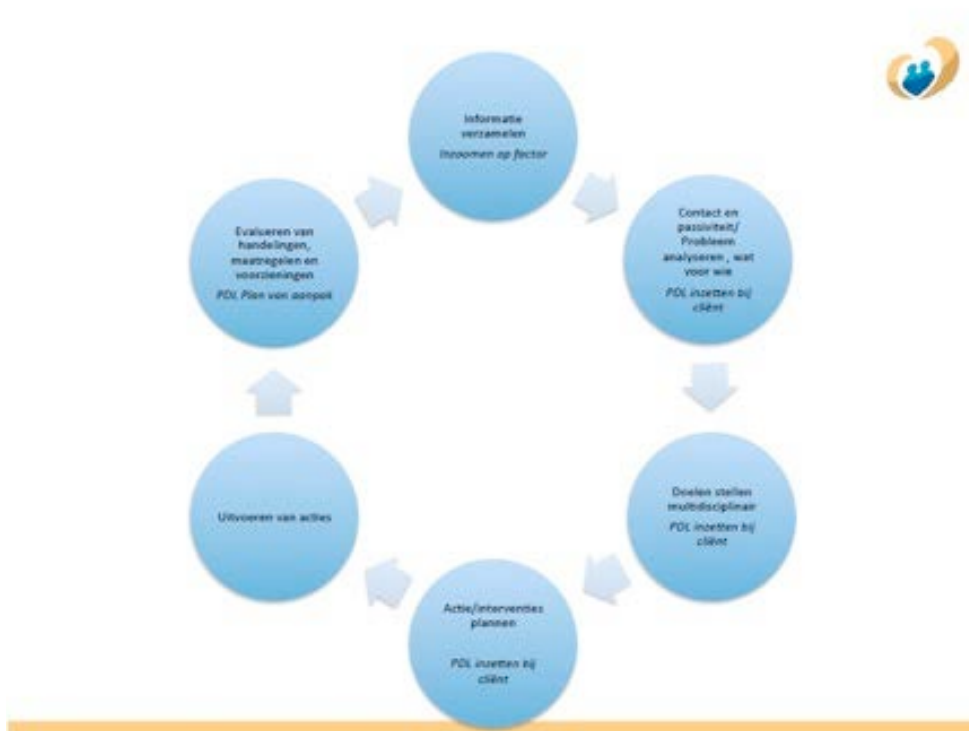 Informatie
verzamelen
Inzoomen op factor
Contact en
passiviteit/
Probleem
analyseren , wat
voor wie
PDL inzetten bij
cliënt
Doelen stellen
multidisciplinair
PDL inzetten bij
cliënt
Actie/interventies
plannen
PDL inzetten bij
cliënt
Uitvoeren van acties
Evalueren van
handelingen,
maatregelen en
voorzieningen
PDL Plan van aanpak